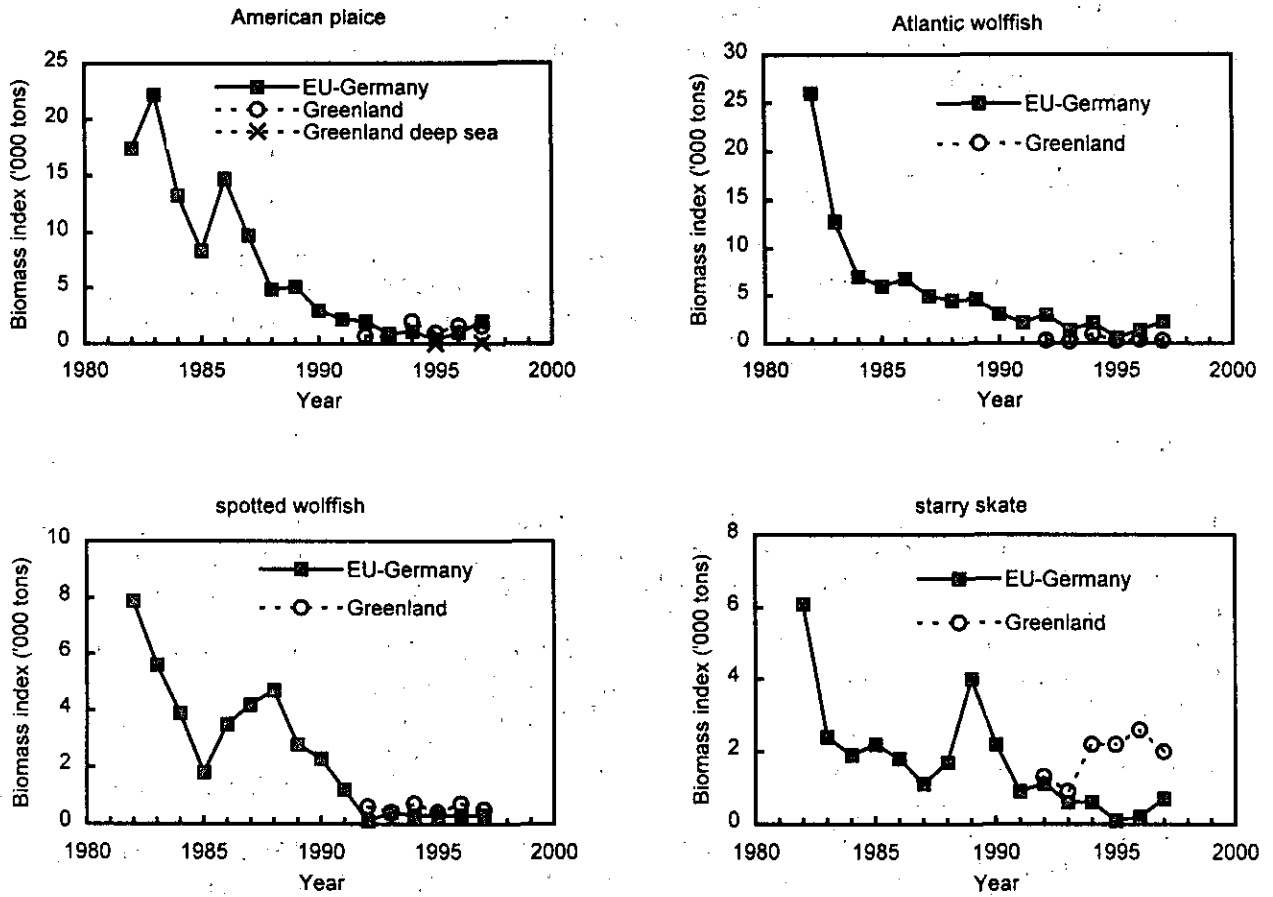 American plaice
Biomass index ('000 tons)
25
20
15
10
5
0
EU-Germany
Greenland
Greenland deep sea
1980 1985 1990 1995 2000
Year
Atlantic wolffish
Biomass index ('000 tons)
30
25
20
15
10
5
0
EU-Germany
Greenland
1980 1985 1990 1995 2000
Year
spotted wolffish
Biomass index ('000 tons)
10
8
6
4
2
0
EU-Germany
Greenland
1980 1985 1990 1995 2000
Year
starry skate
Biomass index ('000 tons)
8
6
4
2
0
EU-Germany
Greenland
1980 1985 1990 1995 2000
Year